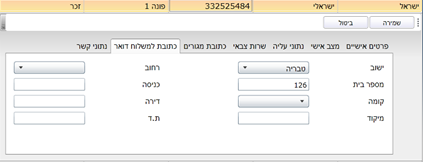 ישראל ישראלי 332525484 פונה 1 זכר
שמירה ביטול
פרטים אישיים מצב אישי נתוני עליה שרות צבאי כתובת מגורים כתובת למשלוח דואר נתוני קשר
ישוב טבריה רחוב
מספר בית 126 כניסה
קומה דירה
מיקוד ת.ד